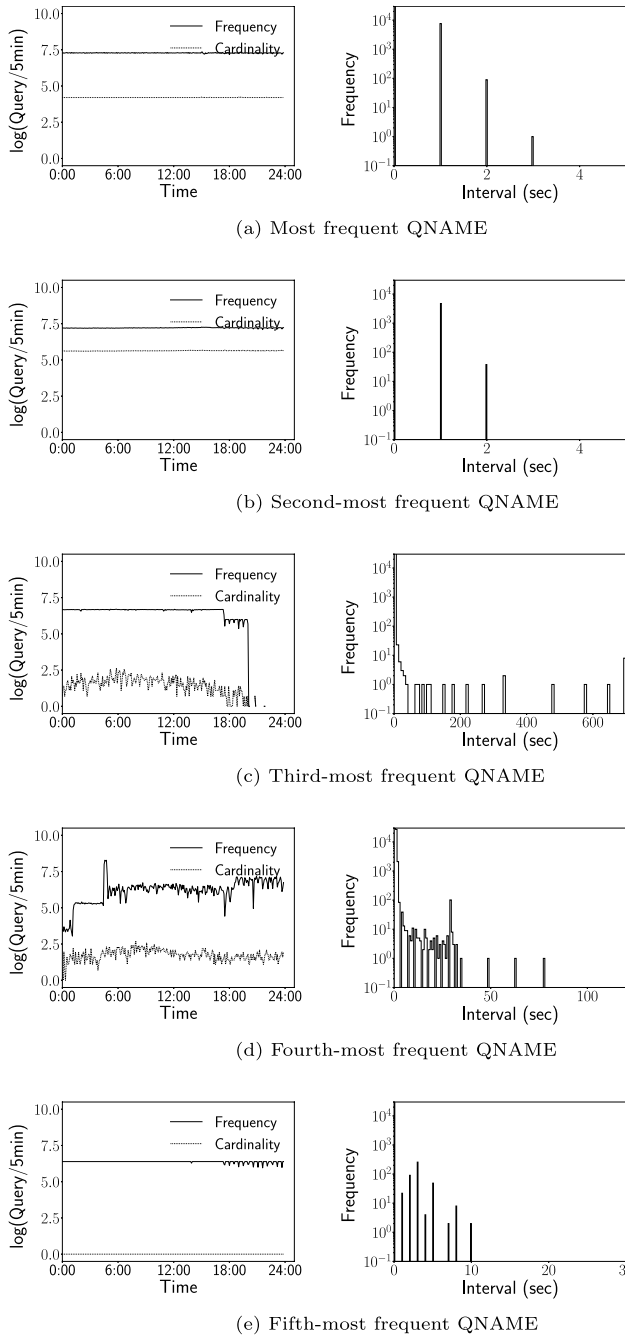 10.0
7.5
5.0
2.5
0.0
log(Query/5min)
Frequency
Cardinality
0:00 6:00 12:00 18:00 24:00
Time
10^4
10^3
10^2
10^1
10^0
10^-1
Frequency
0 2 4
Interval (sec)
(a) Most frequent QNAME
10.0
7.5
5.0
2.5
0.0
log(Query/5min)
Frequency
Cardinality
0:00 6:00 12:00 18:00 24:00
Time
10^4
10^3
10^2
10^1
10^0
10^-1
Frequency
0 2 4
Interval (sec)
(b) Second-most frequent QNAME
10.0
7.5
5.0
2.5
0.0
log(Query/5min)
Frequency
Cardinality
0:00 6:00 12:00 18:00 24:00
Time
10^4
10^3
10^2
10^1
10^0
10^-1
Frequency
0 200 400 600
Interval (sec)
(c) Third-most frequent QNAME
10.0
7.5
5.0
2.5
0.0
log(Query/5min)
Frequency
Cardinality
0:00 6:00 12:00 18:00 24:00
Time
10^4
10^3
10^2
10^1
10^0
10^-1
Frequency
0 50 100
Interval (sec)
(d) Fourth-most frequent QNAME
10.0
7.5
5.0
2.5
0.0
log(Query/5min)
Frequency
Cardinality
0:00 6:00 12:00 18:00 24:00
Time
10^4
10^3
10^2
10^1
10^0
10^-1
Frequency
0 10 20 30
Interval (sec)
(e) Fifth-most frequent QNAME